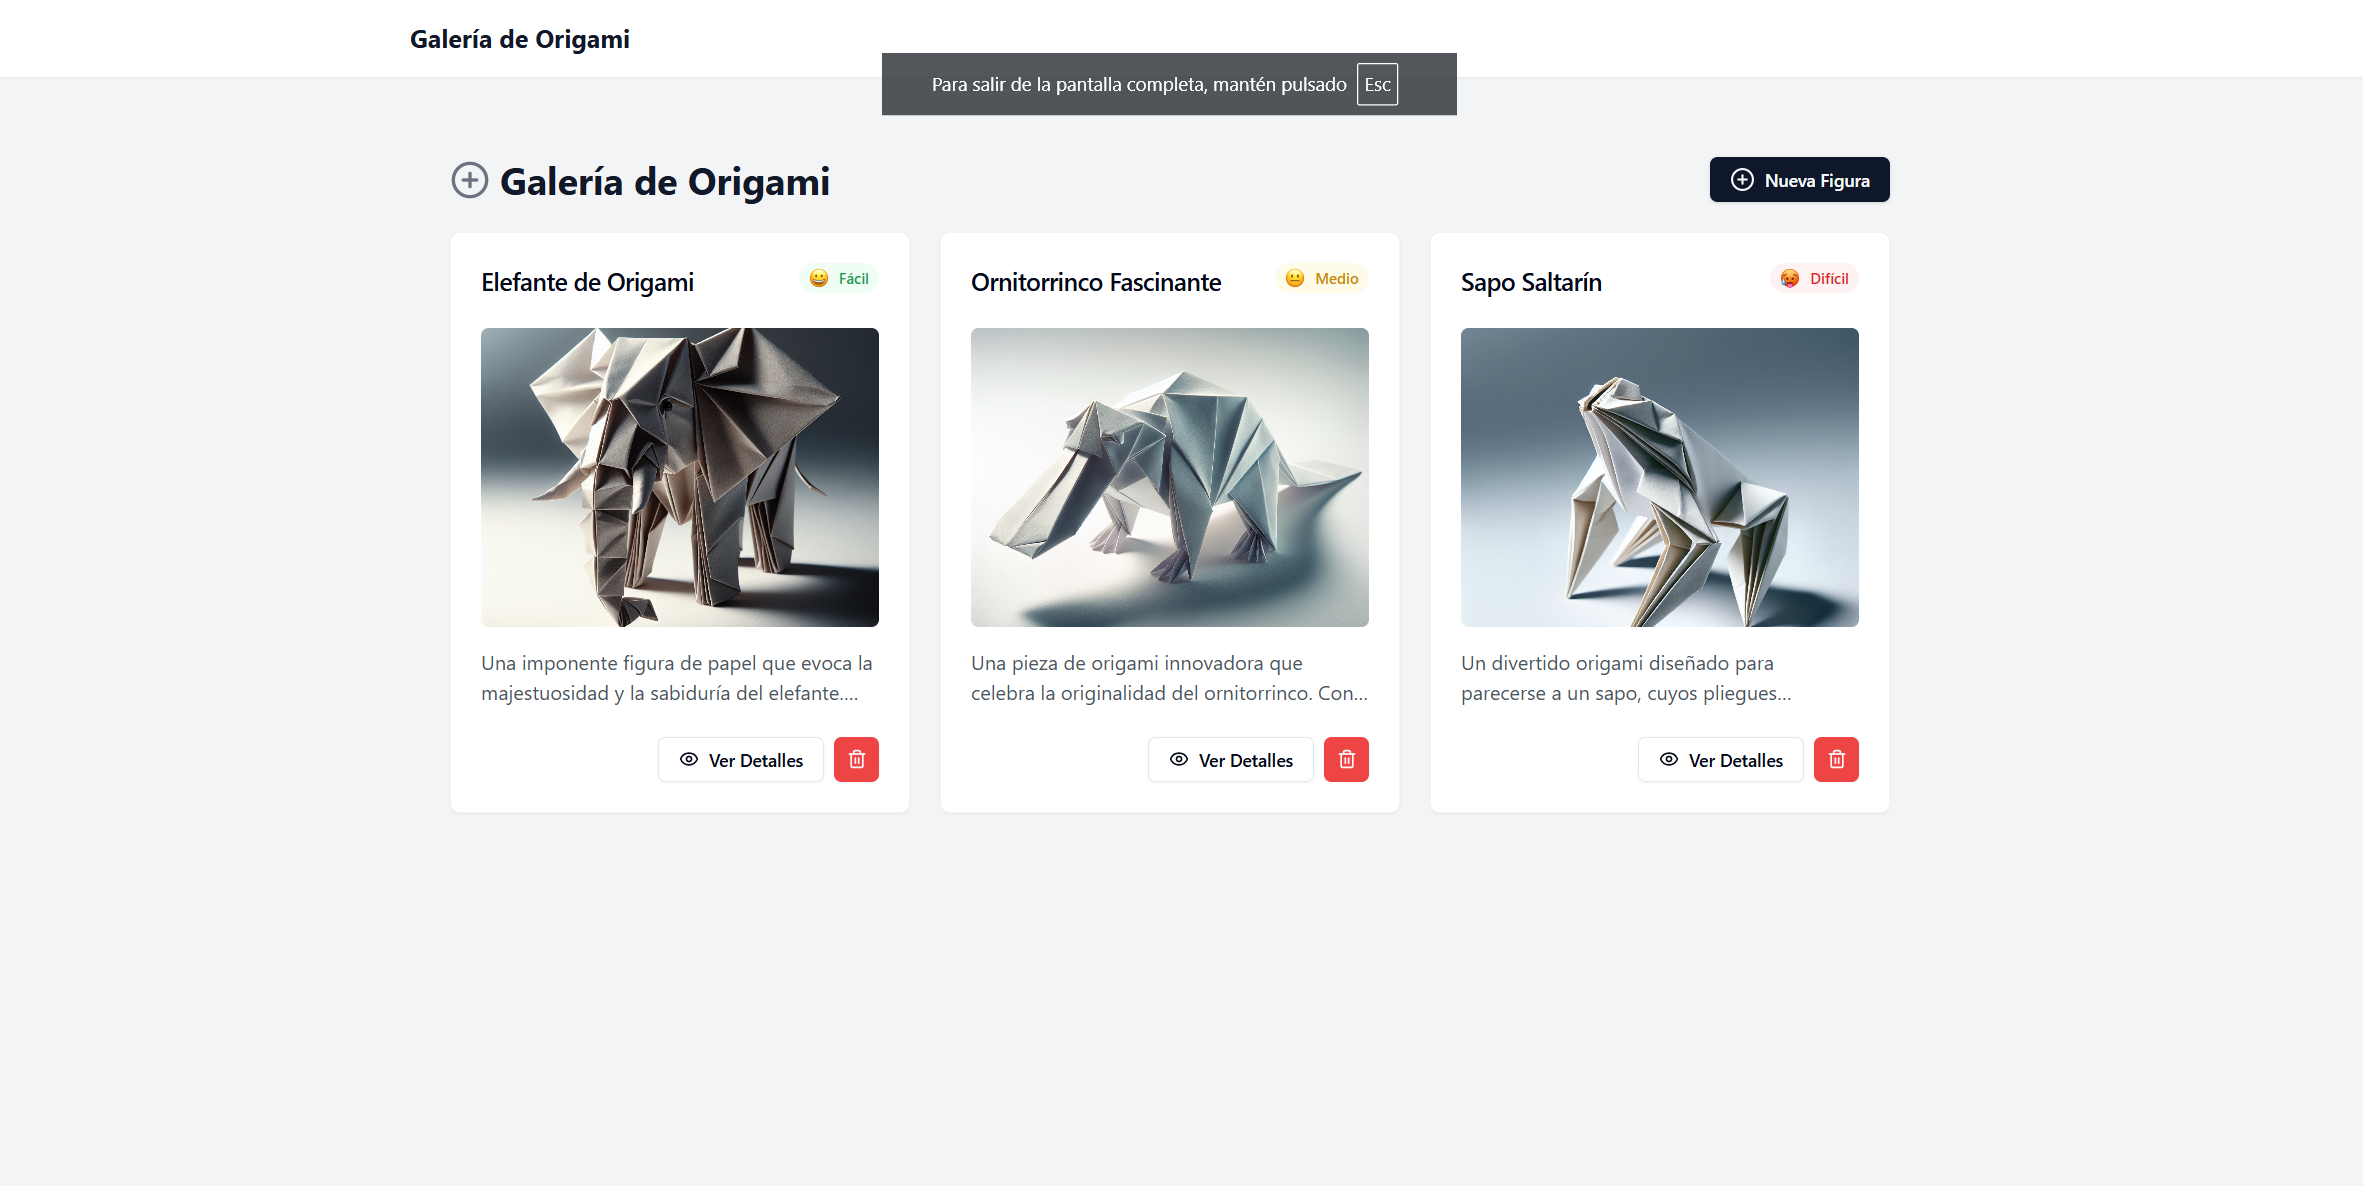 Galería de Origami
Para salir de la pantalla completa, mantén pulsado Esc
Galería de Origami
Nueva Figura
Elefante de Origami
😀 Fácil
Una imponente figura de papel que evoca la
majestuosidad y la sabiduría del elefante....
Ver Detalles
Ornitorrinco Fascinante
😐 Medio
Una pieza de origami innovadora que
celebra la originalidad del ornitorrinco. Con...
Ver Detalles
Sapo Saltarín
🥵 Difícil
Un divertido origami diseñado para
parecerse a un sapo, cuyos pliegues...
Ver Detalles